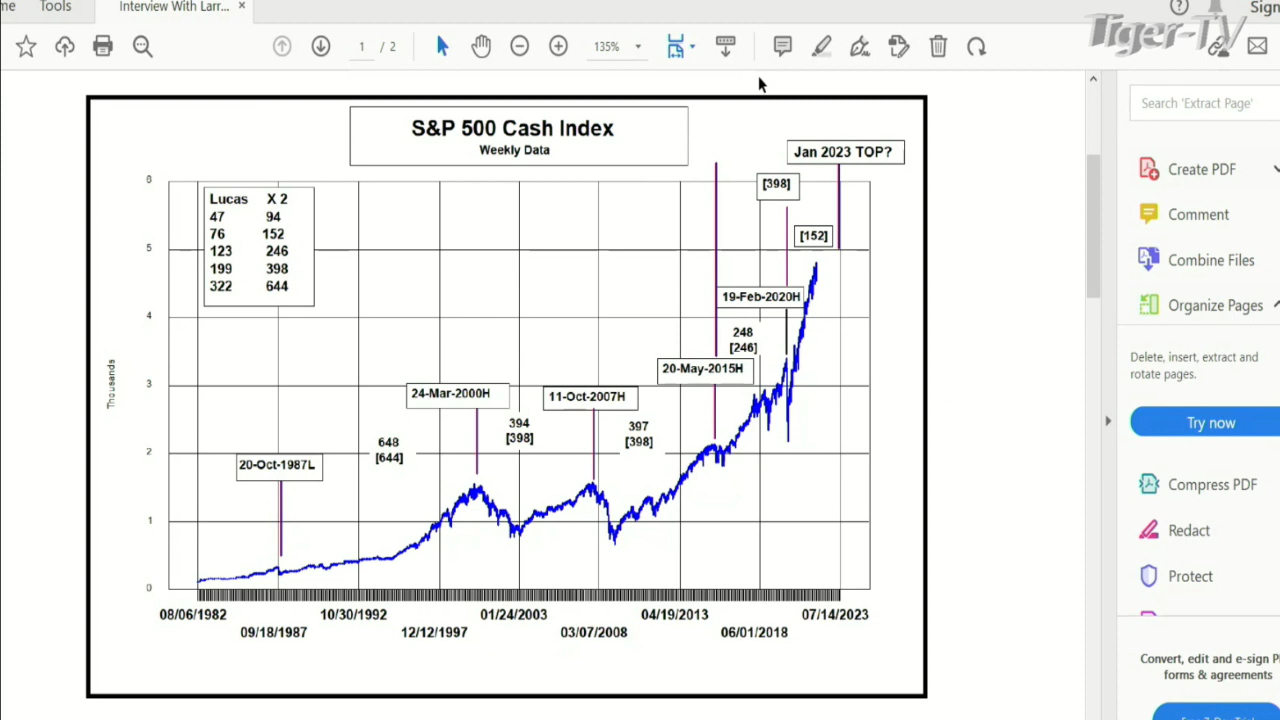 me
Tools
Interview With Larr... ×
Sign
Tiger-TV
1 / 2
135%
Search 'Extract Page'
Create PDF
Comment
Combine Files
Organize Pages
Delete, insert, extract and
rotate pages.
Try now
Compress PDF
Redact
Protect
Convert, edit and e-sign P
forms & agreements
S&P 500 Cash Index
Weekly Data
Jan 2023 TOP?
[398]
[152]
Lucas X 2
47 94
76 152
123 246
199 398
322 644
19-Feb-2020H
248
[246]
20-May-2015H
24-Mar-2000H
11-Oct-2007H
394
[398]
397
[398]
648
[644]
20-Oct-1987L
Thousands
6
5
4
3
2
1
0
08/06/1982
10/30/1992
01/24/2003
04/19/2013
07/14/2023
09/18/1987
12/12/1997
03/07/2008
06/01/2018